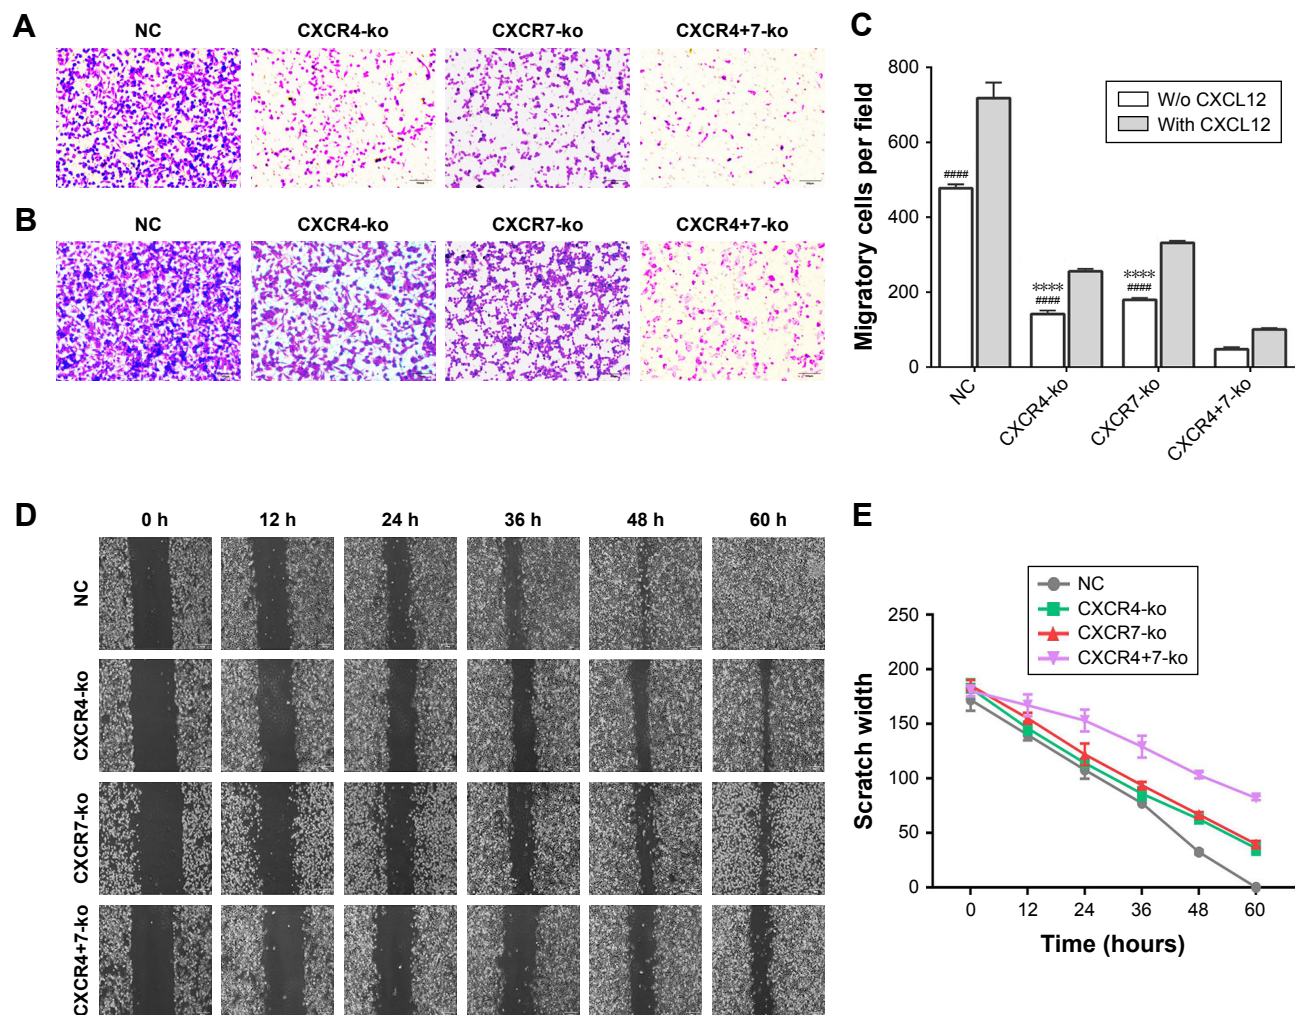 A
NC
CXCR4-ko
CXCR7-ko
CXCR4+7-ko
B
NC
CXCR4-ko
CXCR7-ko
CXCR4+7-ko
C
Migratory cells per field
800
600
400
200
0
W/o CXCL12
With CXCL12
####
****
####
****
####
NC
CXCR4-ko
CXCR7-ko
CXCR4+7-ko
D
0 h
12 h
24 h
36 h
48 h
60 h
NC
CXCR4-ko
CXCR7-ko
CXCR4+7-ko
E
NC
CXCR4-ko
CXCR7-ko
CXCR4+7-ko
Scratch width
250
200
150
100
50
0
0
12
24
36
48
60
Time (hours)